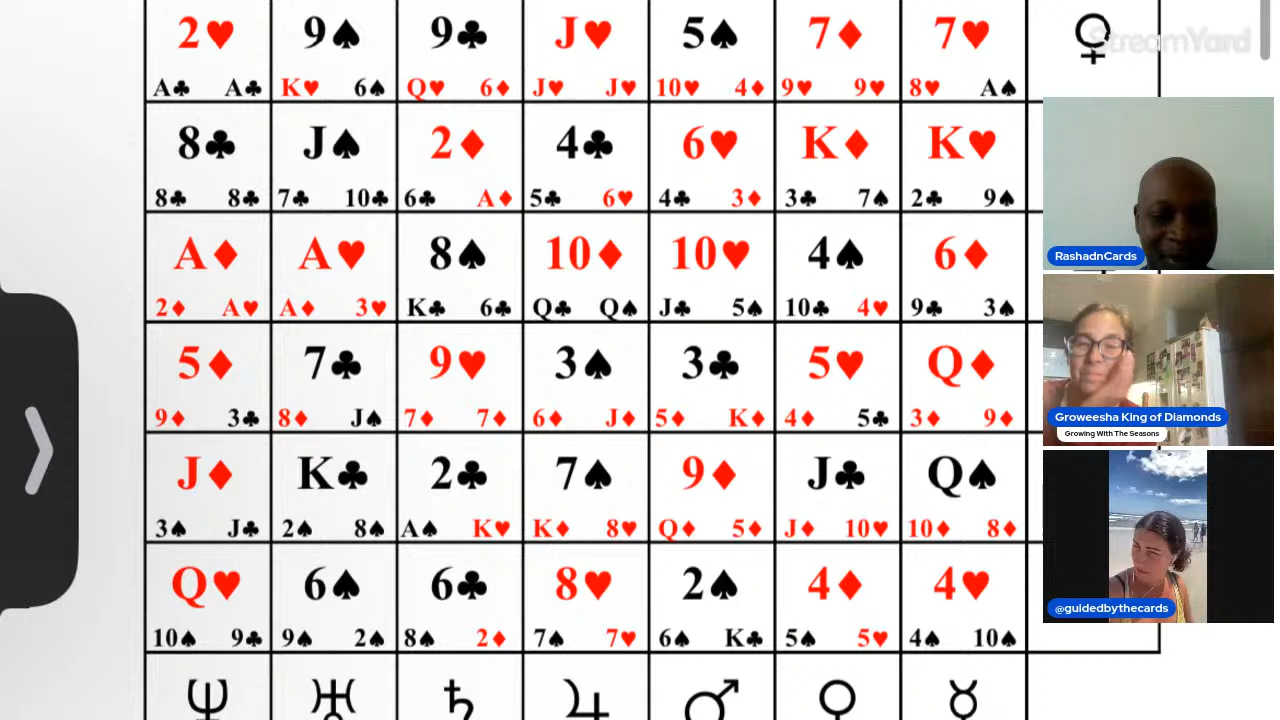 2♥ 9♠ 9♣ J♥ 5♠ 7♦ 7♥ ♀
StreamYard
A♣ A♣ K♥ 6♠ Q♥ 6♦ J♥ J♥ 10♥ 4♦ 9♥ 9♥ 8♥ A♠
8♣ J♠ 2♦ 4♣ 6♥ K♦ K♥
8♣ 8♣ 7♣ 10♣ 6♣ A♦ 5♣ 6♥ 4♣ 3♦ 3♣ 7♠ 2♣ 9♠
RashadnCards
A♦ A♥ 8♠ 10♦ 10♥ 4♠ 6♦
2♦ A♥ A♦ 3♥ K♣ 6♣ Q♣ Q♠ J♣ 5♠ 10♣ 4♥ 9♣ 3♠
5♦ 7♣ 9♥ 3♠ 3♣ 5♥ Q♦
9♦ 3♣ 8♦ J♠ 7♦ 7♦ 6♦ J♦ 5♦ K♦ 4♦ 5♣ 3♦ 9♦
Groweesha King of Diamonds
Growing With The Seasons
J♦ K♣ 2♣ 7♠ 9♦ J♣ Q♠
3♠ J♣ 2♠ 8♠ A♠ K♥ K♦ 8♥ Q♦ 5♦ J♦ 10♥ 10♦ 8♦
Q♥ 6♠ 6♣ 8♥ 2♠ 4♦ 4♥
@guidedbythecards
10♠ 9♣ 9♠ 2♠ 8♠ 2♦ 7♠ 7♥ 6♠ K♣ 5♠ 5♥ 4♠ 10♠
♆ ♅ ♄ ♃ ♂ ♀ ☿